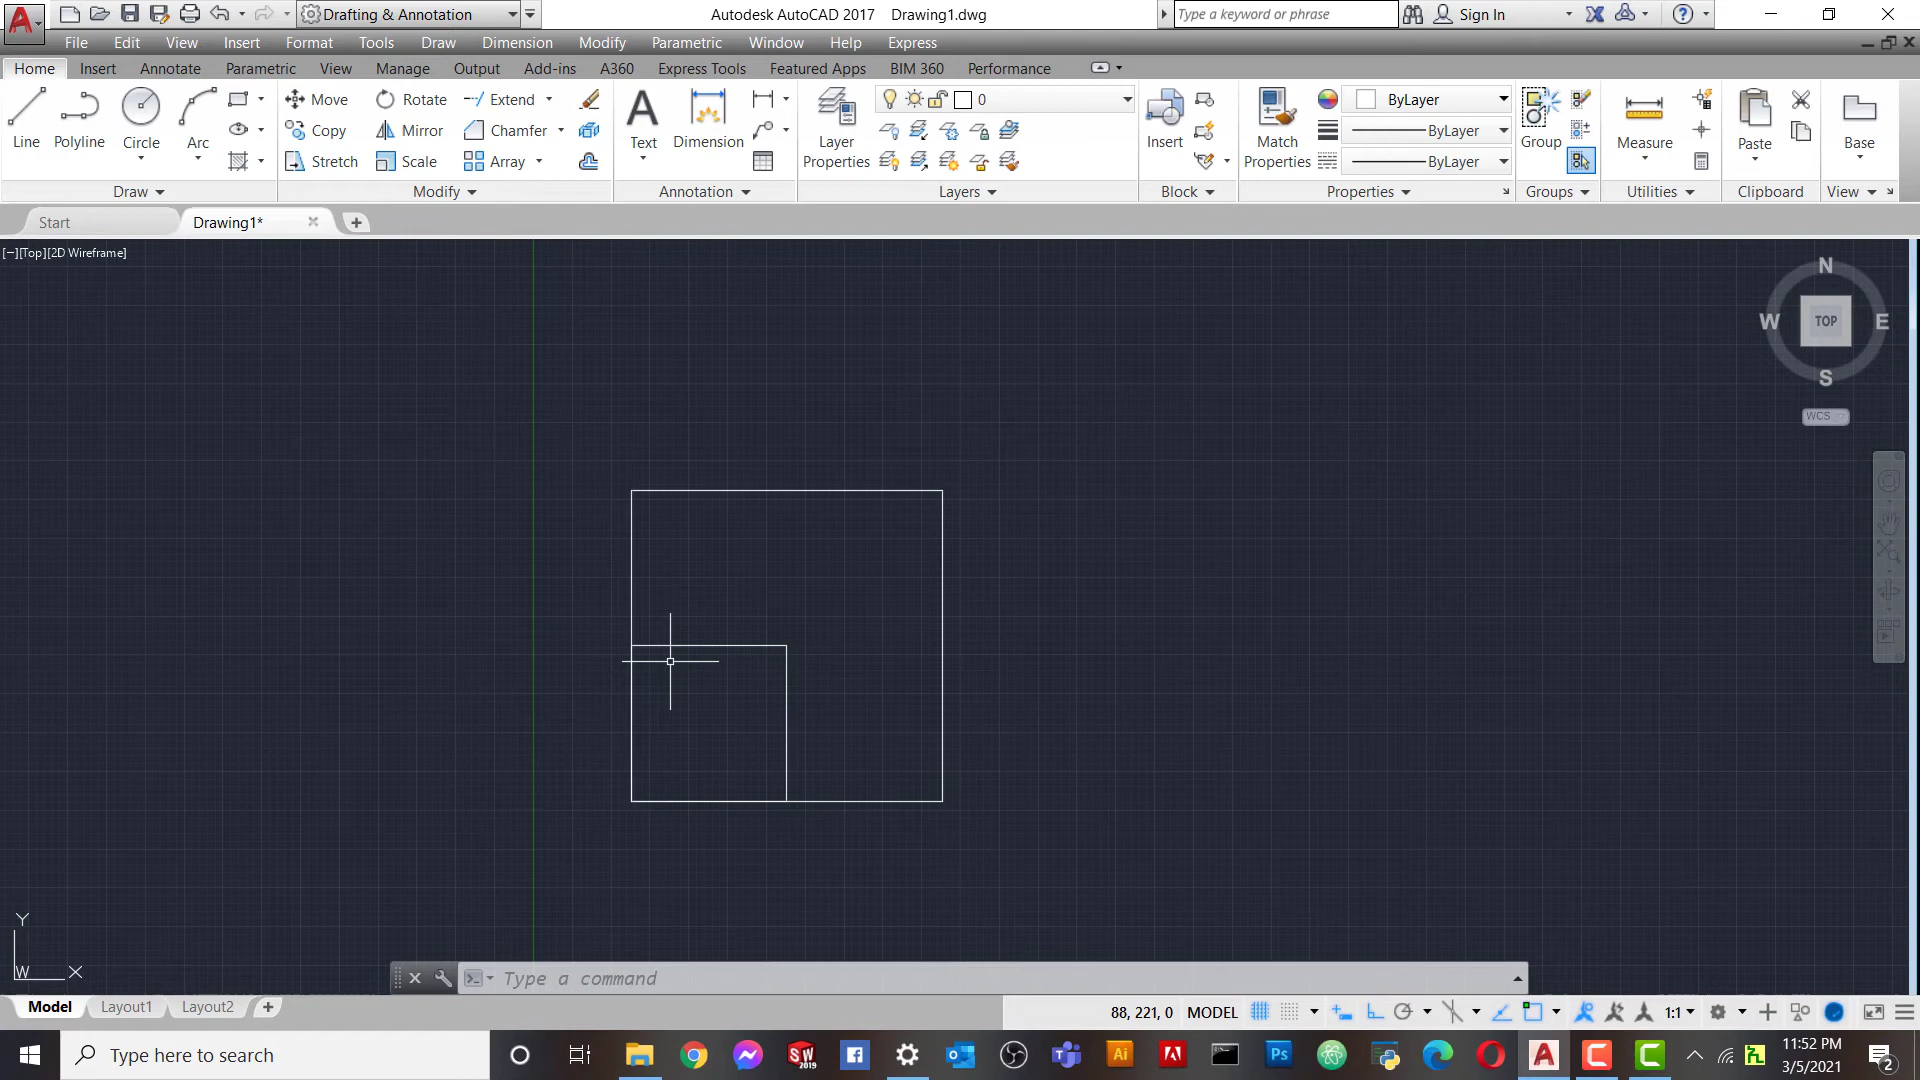 Drafting & Annotation
Autodesk AutoCAD 2017 Drawing1.dwg
Type a keyword or phrase
Sign In
File Edit View Insert Format Tools Draw Dimension Modify Parametric Window Help Express
Home Insert Annotate Parametric View Manage Output Add-ins A360 Express Tools Featured Apps BIM 360 Performance
Move Rotate Extend 0 ByLayer
Copy Mirror Chamfer ByLayer
Line Polyline Circle Arc Text Dimension Layer Insert Match Group Measure Paste Base
Stretch Scale Array Properties Properties ByLayer
Draw Modify Annotation Layers Block Properties Groups Utilities Clipboard View
Start Drawing1*
[−][Top][2D Wireframe]
N
W TOP E
S
WCS
Y
W X
Type a command
Model Layout1 Layout2
88, 221, 0 MODEL 1:1
Type here to search
SW
2019
Ai
Ps
11:52 PM
3/5/2021
2